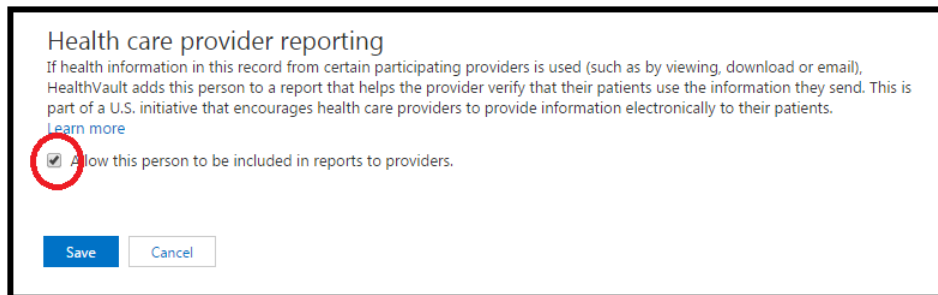 Health care provider reporting
If health information in this record from certain participating providers is used (such as by viewing, download or email),
HealthVault adds this person to a report that helps the provider verify that their patients use the information they send. This is
part of a U.S. initiative that encourages health care providers to provide information electronically to their patients.
Learn more
Allow this person to be included in reports to providers.
Save Cancel